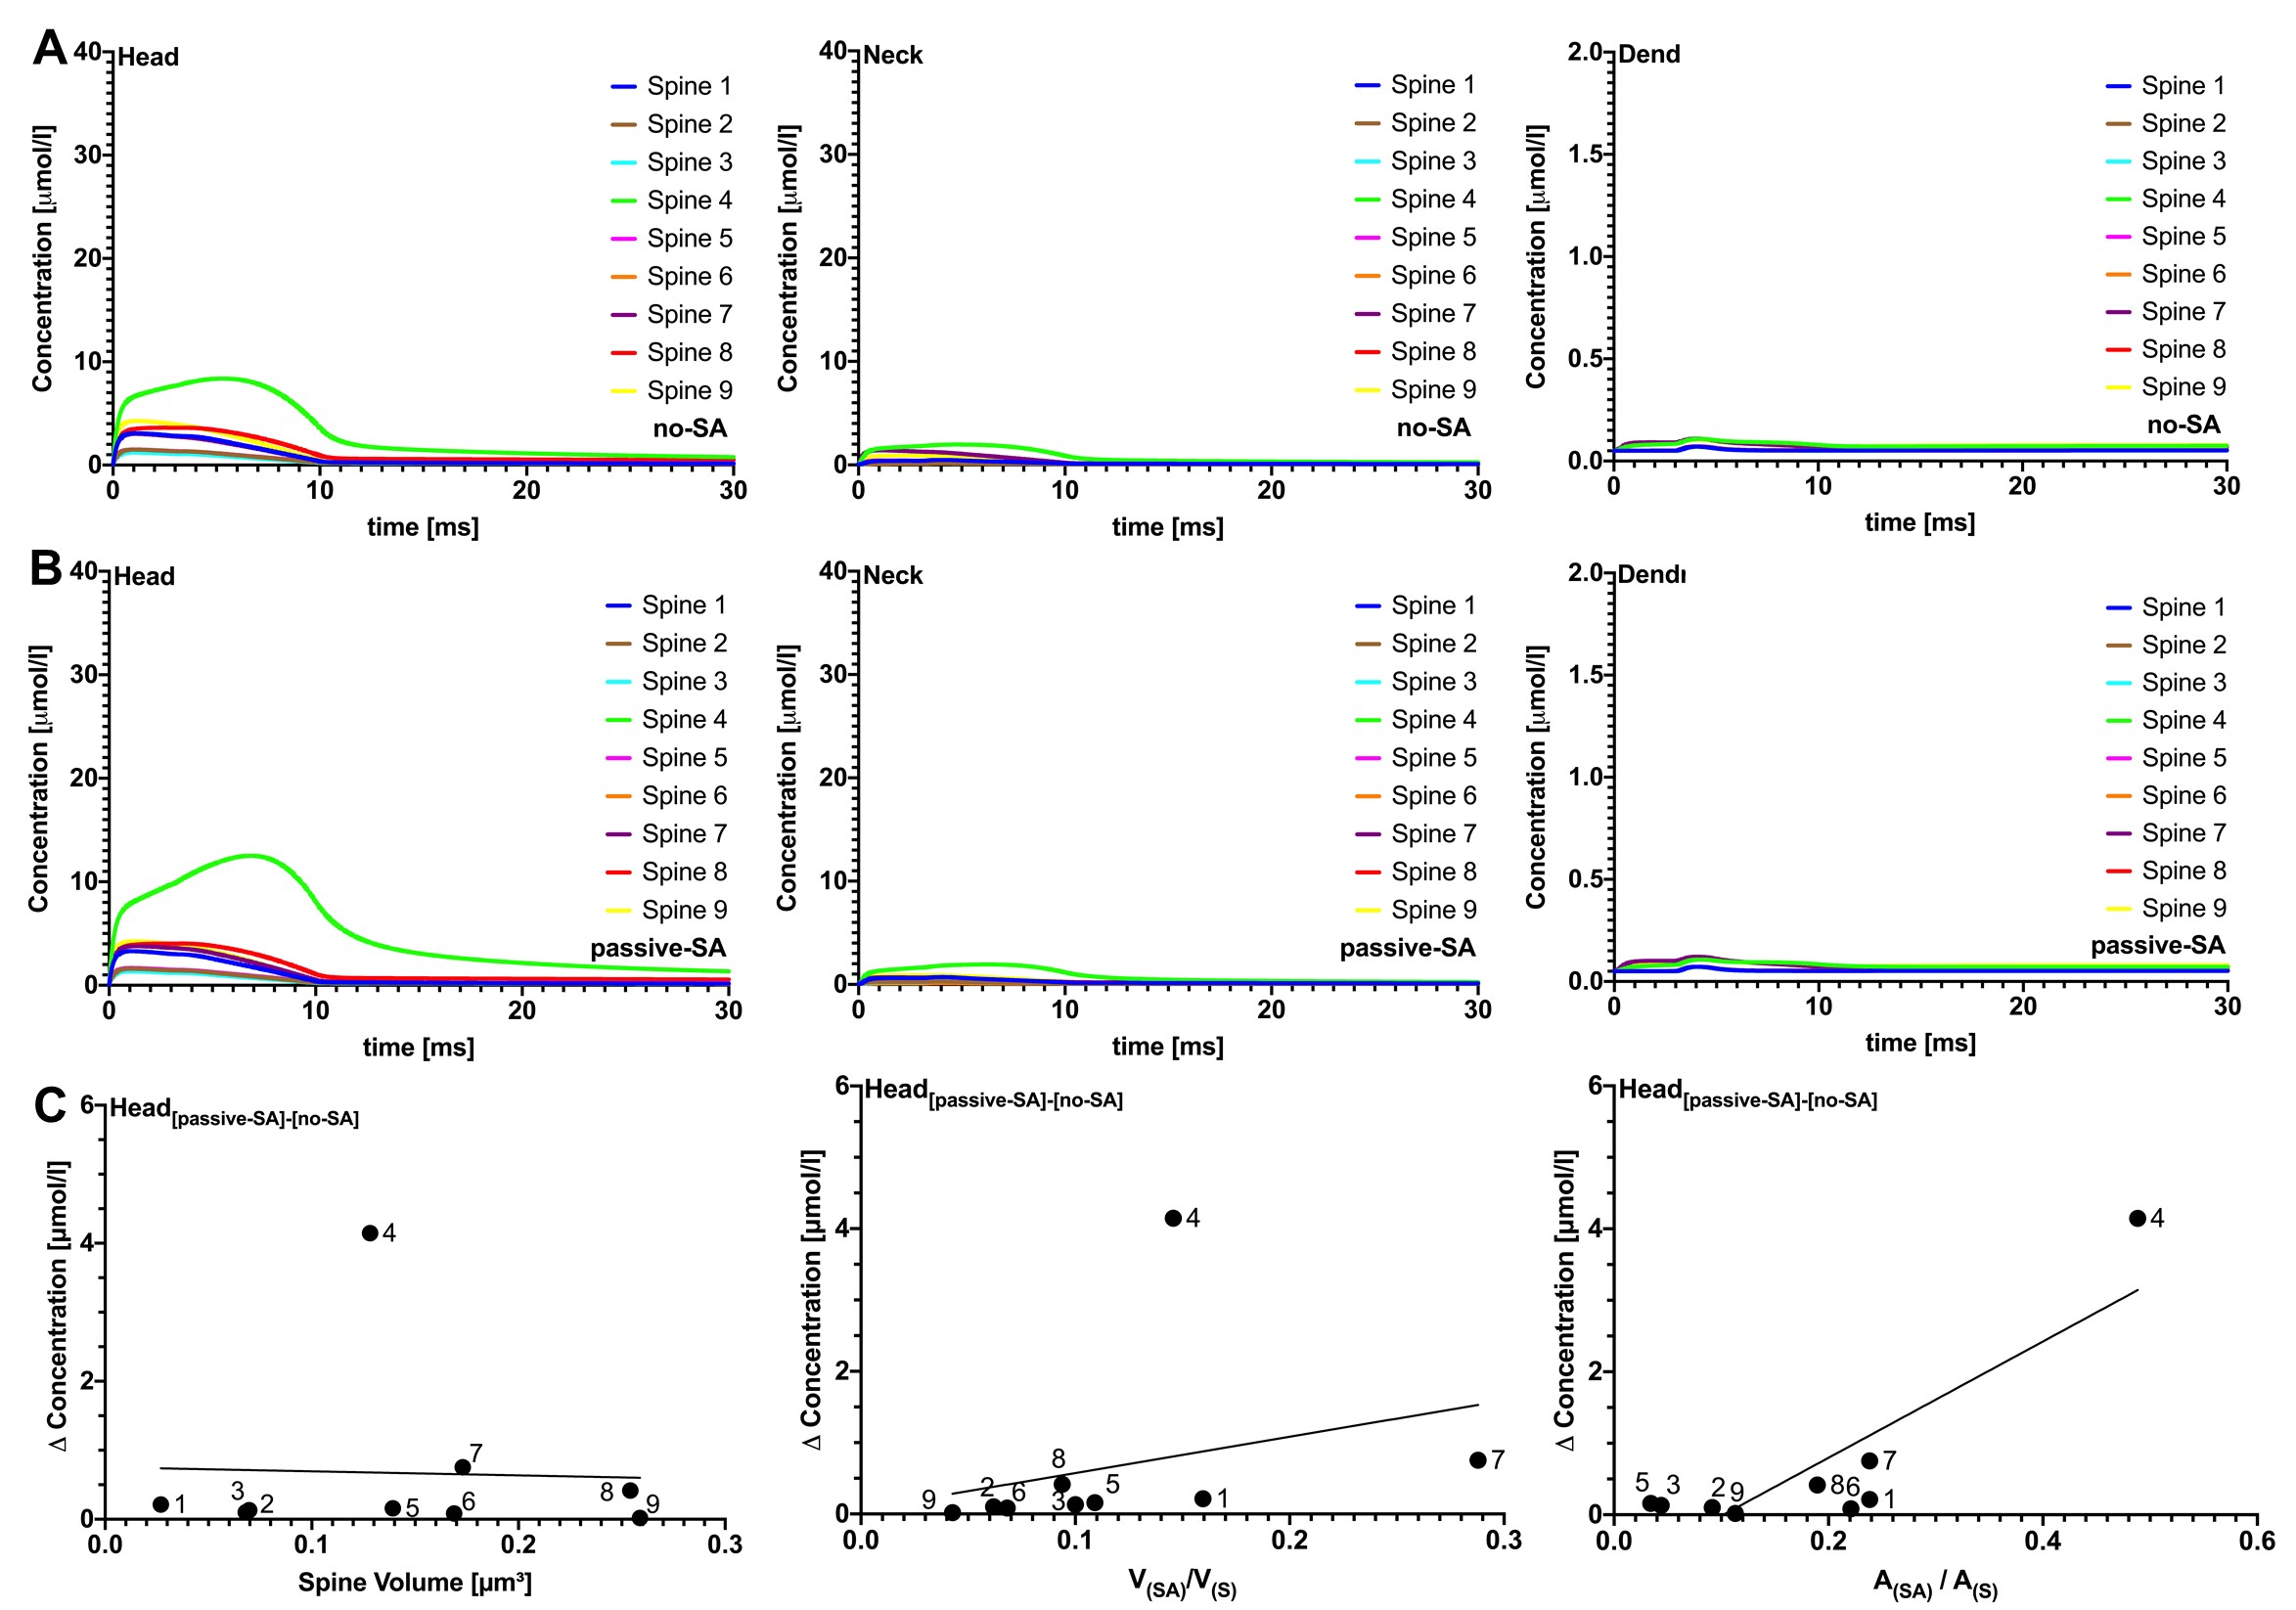 A
Head
Concentration [μmol/l]
40
30
20
10
0
0 10 20 30
time [ms]
Spine 1
Spine 2
Spine 3
Spine 4
Spine 5
Spine 6
Spine 7
Spine 8
Spine 9
no-SA
Neck
Concentration [μmol/l]
40
30
20
10
0
0 10 20 30
time [ms]
Spine 1
Spine 2
Spine 3
Spine 4
Spine 5
Spine 6
Spine 7
Spine 8
Spine 9
no-SA
Dend
Concentration [μmol/l]
2.0
1.5
1.0
0.5
0.0
0 10 20 30
time [ms]
Spine 1
Spine 2
Spine 3
Spine 4
Spine 5
Spine 6
Spine 7
Spine 8
Spine 9
no-SA
B
Head
Concentration [μmol/l]
40
30
20
10
0
0 10 20 30
time [ms]
Spine 1
Spine 2
Spine 3
Spine 4
Spine 5
Spine 6
Spine 7
Spine 8
Spine 9
passive-SA
Neck
Concentration [μmol/l]
40
30
20
10
0
0 10 20 30
time [ms]
Spine 1
Spine 2
Spine 3
Spine 4
Spine 5
Spine 6
Spine 7
Spine 8
Spine 9
passive-SA
Dend
Concentration [μmol/l]
2.0
1.5
1.0
0.5
0.0
0 10 20 30
time [ms]
Spine 1
Spine 2
Spine 3
Spine 4
Spine 5
Spine 6
Spine 7
Spine 8
Spine 9
passive-SA
C
Head[passive-SA]-[no-SA]
Δ Concentration [μmol/l]
6
4
2
0
4
7
3
8
1
2
5
6
9
0.0 0.1 0.2 0.3
Spine Volume [μm³]
Head[passive-SA]-[no-SA]
Δ Concentration [μmol/l]
6
4
2
0
4
8
7
9
2
6
3
5
1
0.0 0.1 0.2 0.3
V(SA)/V(S)
Head[passive-SA]-[no-SA]
Δ Concentration [μmol/l]
6
4
2
0
4
7
5
3
2
9
8
6
1
0.0 0.2 0.4 0.6
A(SA) / A(S)